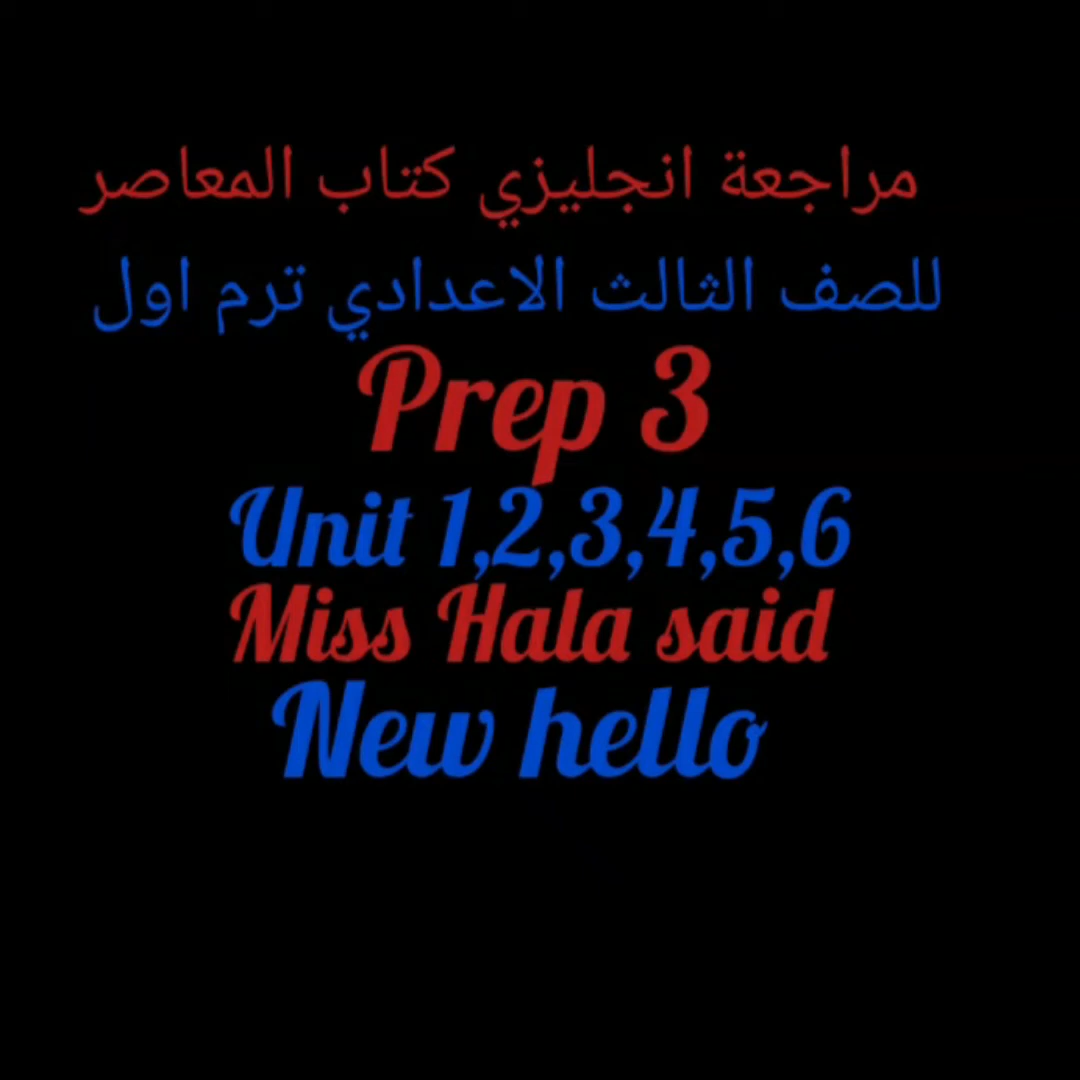 مراجعة انجليزي كتاب المعاصر
للصف الثالث الاعدادي ترم اول
Prep 3
Unit 1,2,3,4,5,6
Miss Hala said
New hello